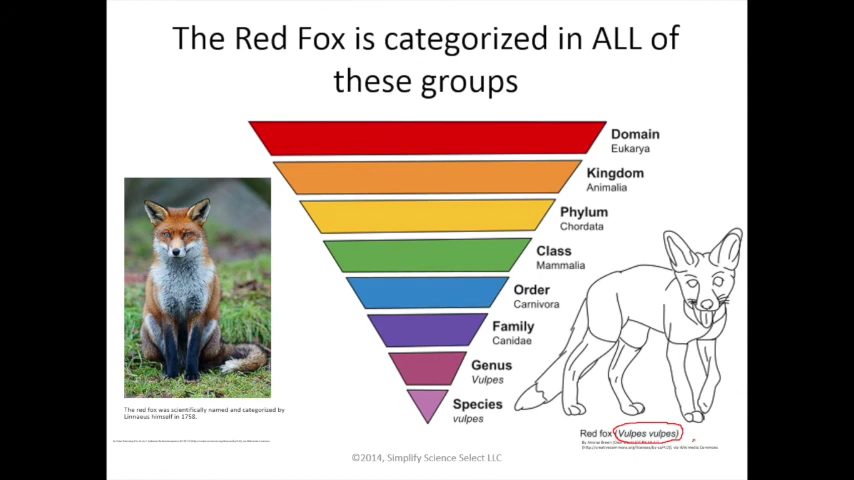 The Red Fox is categorized in ALL of
these groups
Domain
Eukarya
Kingdom
Animalia
Phylum
Chordata
Class
Mammalia
Order
Carnivora
Family
Canidae
Genus
Vulpes
Species
vulpes
The red fox was scientifically named and categorized by
Linnaeus himself in 1758.
Red fox (Vulpes vulpes)
©2014, Simplify Science Select LLC